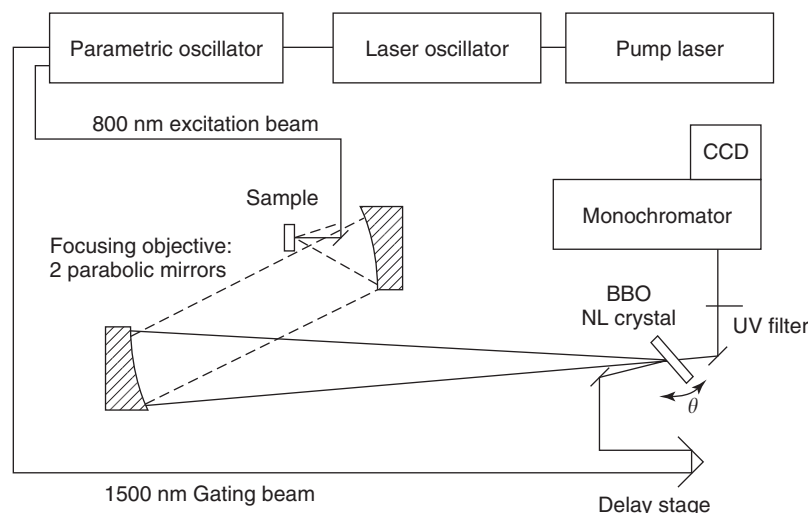 Parametric oscillator
Laser oscillator
Pump laser
800 nm excitation beam
CCD
Sample
Monochromator
Focusing objective:
2 parabolic mirrors
BBO
NL crystal
UV filter
θ
1500 nm Gating beam
Delay stage